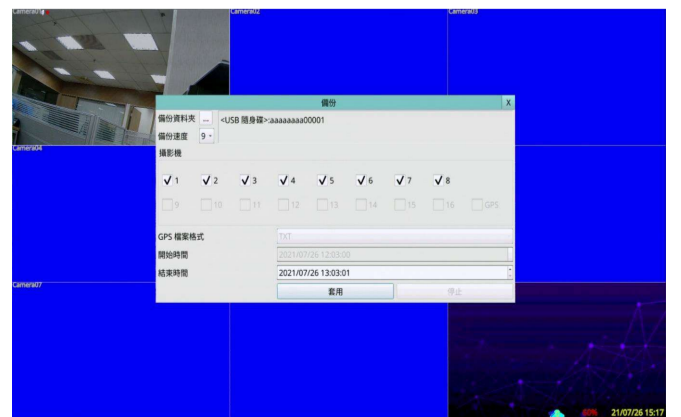 Camera01
Camera02
Camera03
備份 X
備份資料夾 ... <USB 隨身碟>:aaaaaaaa00001
備份速度 9
攝影機
Camera04
1 2 3 4 5 6 7 8
9 10 11 12 13 14 15 16 GPS
GPS 檔案格式 TXT
開始時間 2021/07/26 12:03:00
結束時間 2021/07/26 13:03:01
套用 停止
Camera07
21/07/26 15:17